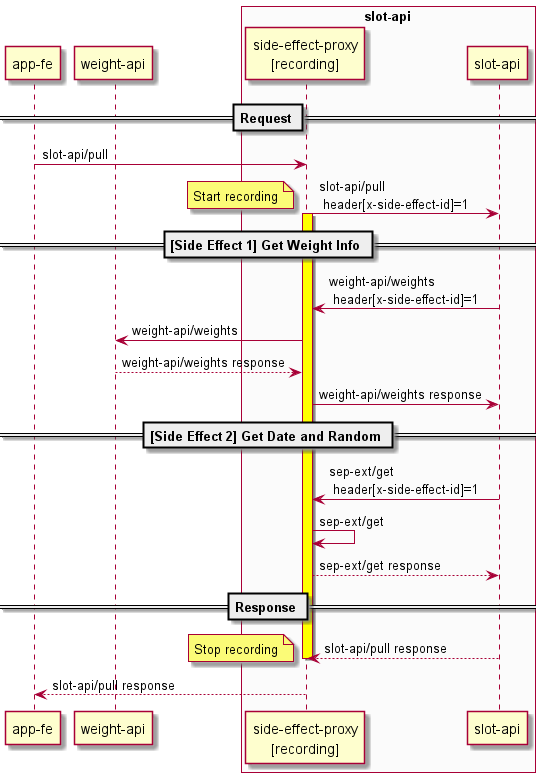 slot-api
app-fe
weight-api
side-effect-proxy
[recording]
slot-api
Request
slot-api/pull
Start recording
slot-api/pull
header[x-side-effect-id]=1
[Side Effect 1] Get Weight Info
weight-api/weights
header[x-side-effect-id]=1
weight-api/weights
weight-api/weights response
weight-api/weights response
[Side Effect 2] Get Date and Random
sep-ext/get
header[x-side-effect-id]=1
sep-ext/get
sep-ext/get response
Response
Stop recording
slot-api/pull response
slot-api/pull response
app-fe
weight-api
side-effect-proxy
[recording]
slot-api